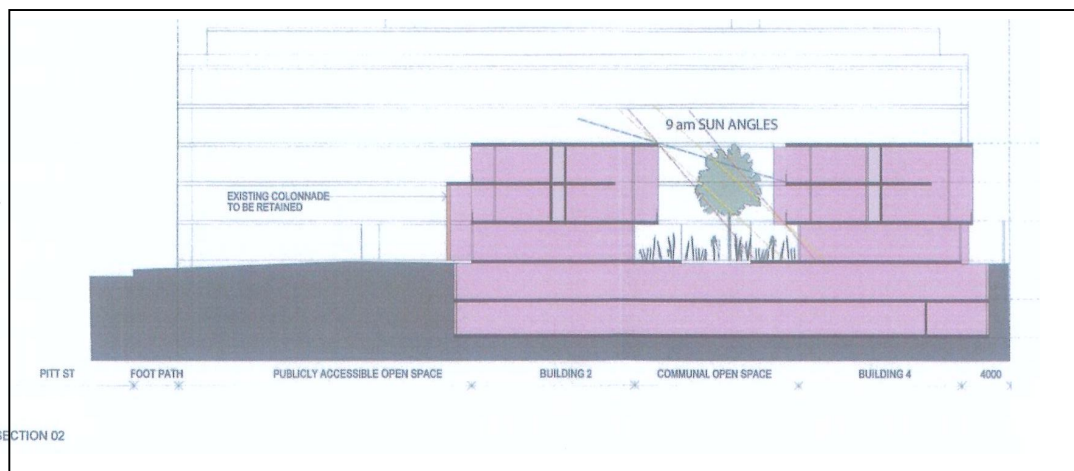 9 am SUN ANGLES
EXISTING COLONNADE
TO BE RETAINED
PITT ST
FOOT PATH
PUBLICLY ACCESSIBLE OPEN SPACE
BUILDING 2
COMMUNAL OPEN SPACE
BUILDING 4
4000
SECTION 02